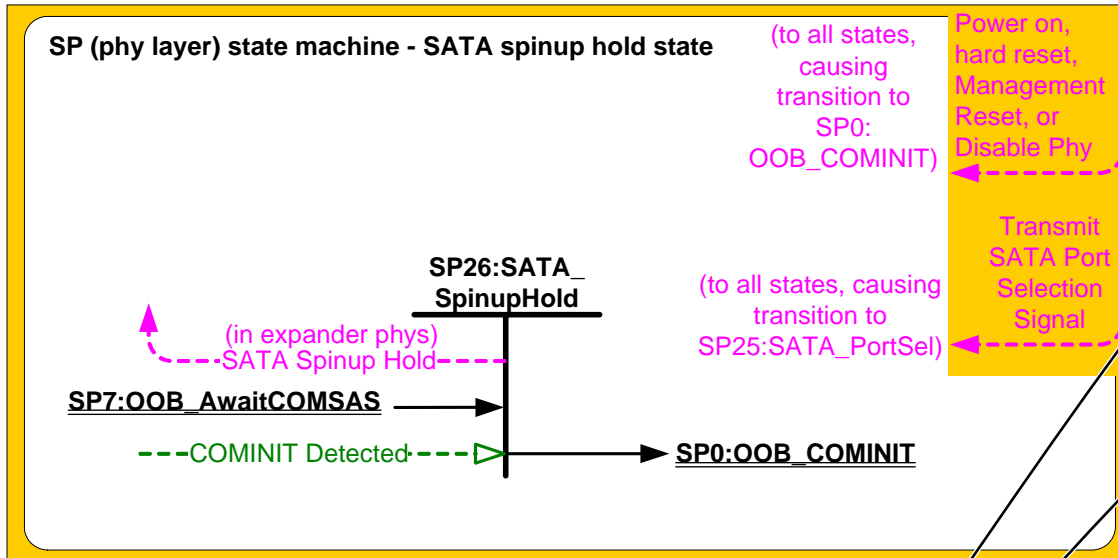 SP (phy layer) state machine - SATA spinup hold state
(to all states,
causing
transition to
SP0:
OOB_COMINIT)
Power on,
hard reset,
Management
Reset, or
Disable Phy
Transmit
SATA Port
Selection
Signal
(to all states, causing
transition to
SP25:SATA_PortSel)
SP26:SATA_
SpinupHold
(in expander phys)
SATA Spinup Hold
SP7:OOB_AwaitCOMSAS
COMINIT Detected
SP0:OOB_COMINIT